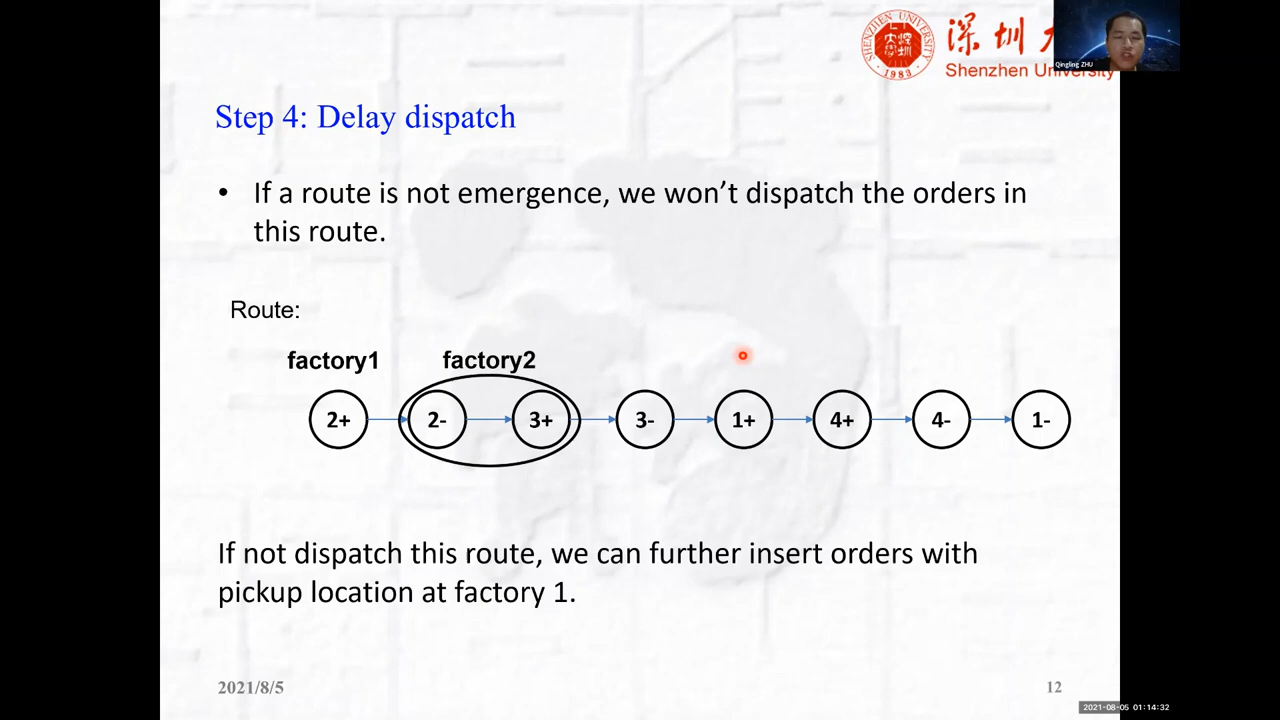 深圳大
Shenzhen University
SHENZHEN UNIVERSITY
1983
Qingling ZHU
Step 4: Delay dispatch
• If a route is not emergence, we won’t dispatch the orders in
this route.
Route:
factory1 factory2
2+ 2- 3+ 3- 1+ 4+ 4- 1-
If not dispatch this route, we can further insert orders with
pickup location at factory 1.
2021/8/5 12
2021-08-05 01:14:32